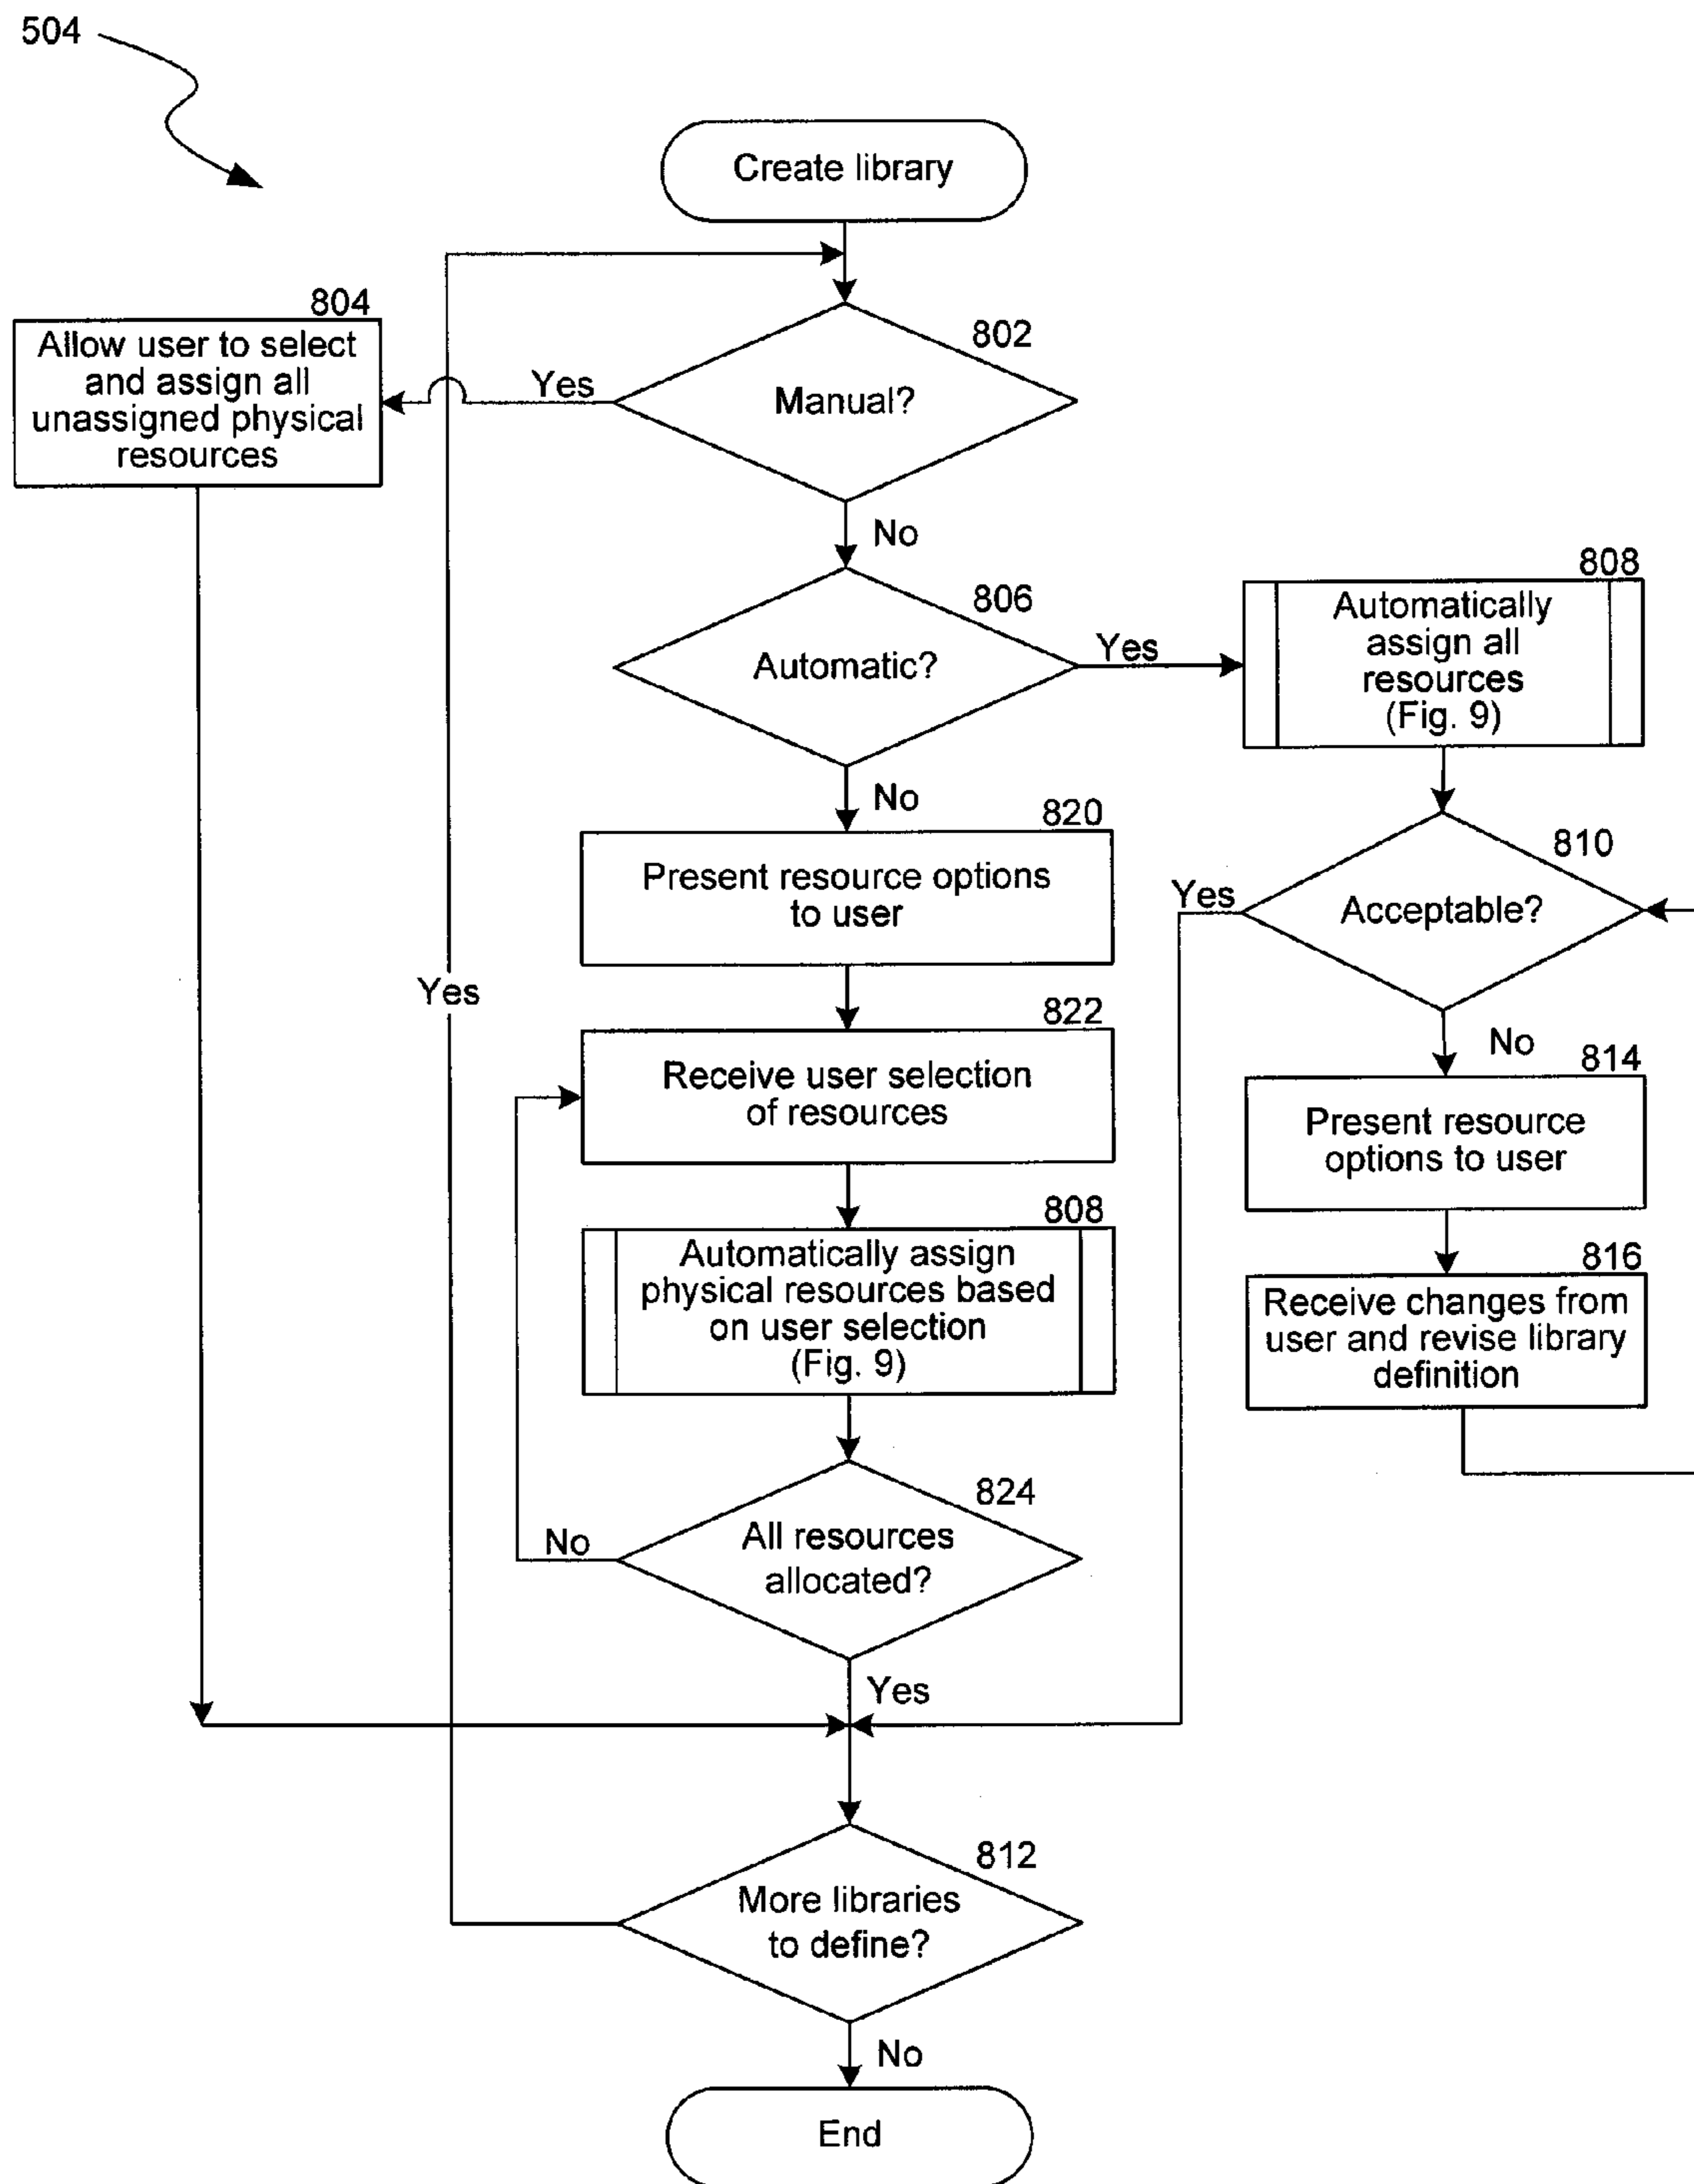 504
Create library
802
Manual?
Yes
804
Allow user to select
and assign all
unassigned physical
resources
No
806
Automatic?
Yes
808
Automatically
assign all
resources
(Fig. 9)
No
820
Present resource options
to user
810
Acceptable?
Yes
Yes
822
Receive user selection
of resources
No
814
Present resource
options to user
808
Automatically assign
physical resources based
on user selection
(Fig. 9)
816
Receive changes from
user and revise library
definition
824
All resources
allocated?
No
Yes
812
More libraries
to define?
No
End